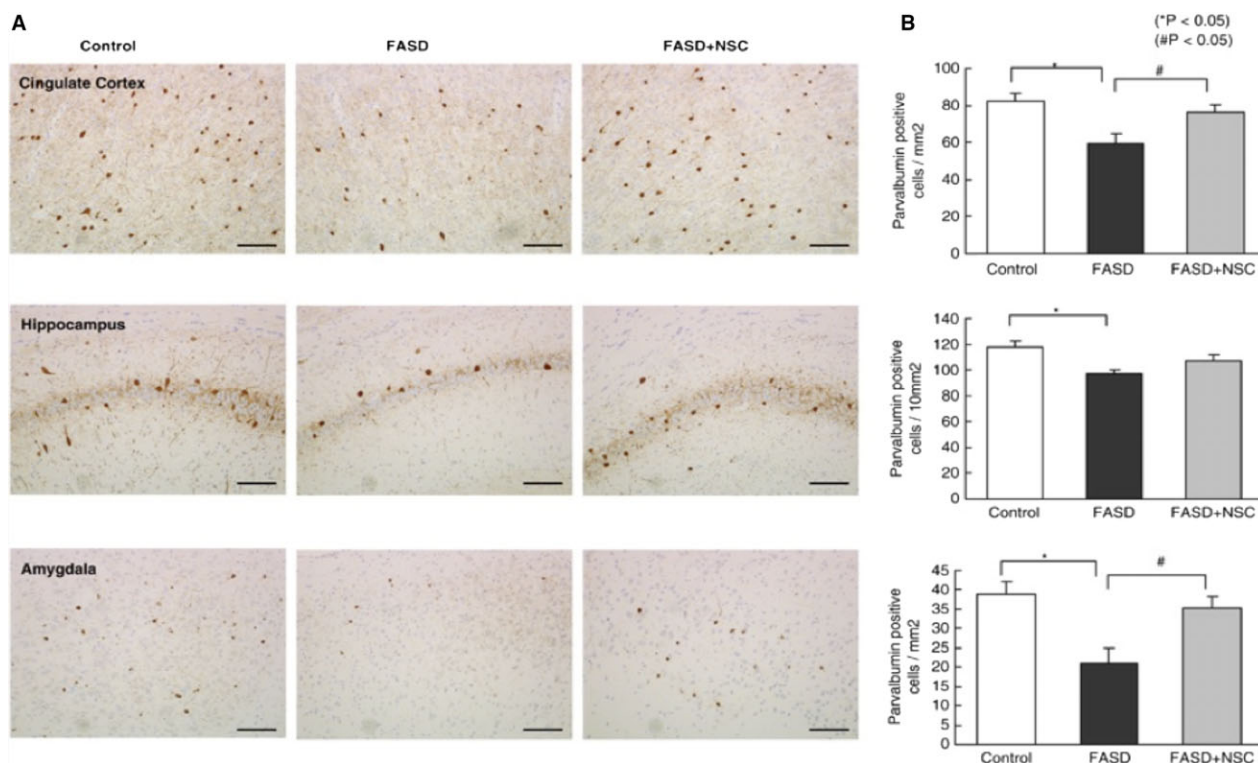 A
Control
FASD
FASD+NSC
Cingulate Cortex
Hippocampus
Amygdala
B
(*P < 0.05)
(#P < 0.05)
Parvalbumin positive
cells / mm2
100
80
60
40
20
0
*
#
Control FASD FASD+NSC
Parvalbumin positive
cells / 10mm2
140
120
100
80
60
40
20
0
*
Control FASD FASD+NSC
Parvalbumin positive
cells / mm2
45
40
35
30
25
20
15
10
5
0
*
#
Control FASD FASD+NSC